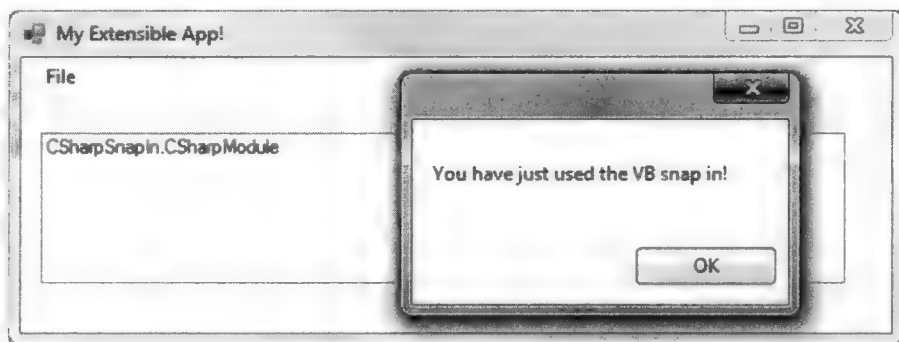 My Extensible App!
File
CSharpSnapIn.CSharpModule
You have just used the VB snap in!
OK